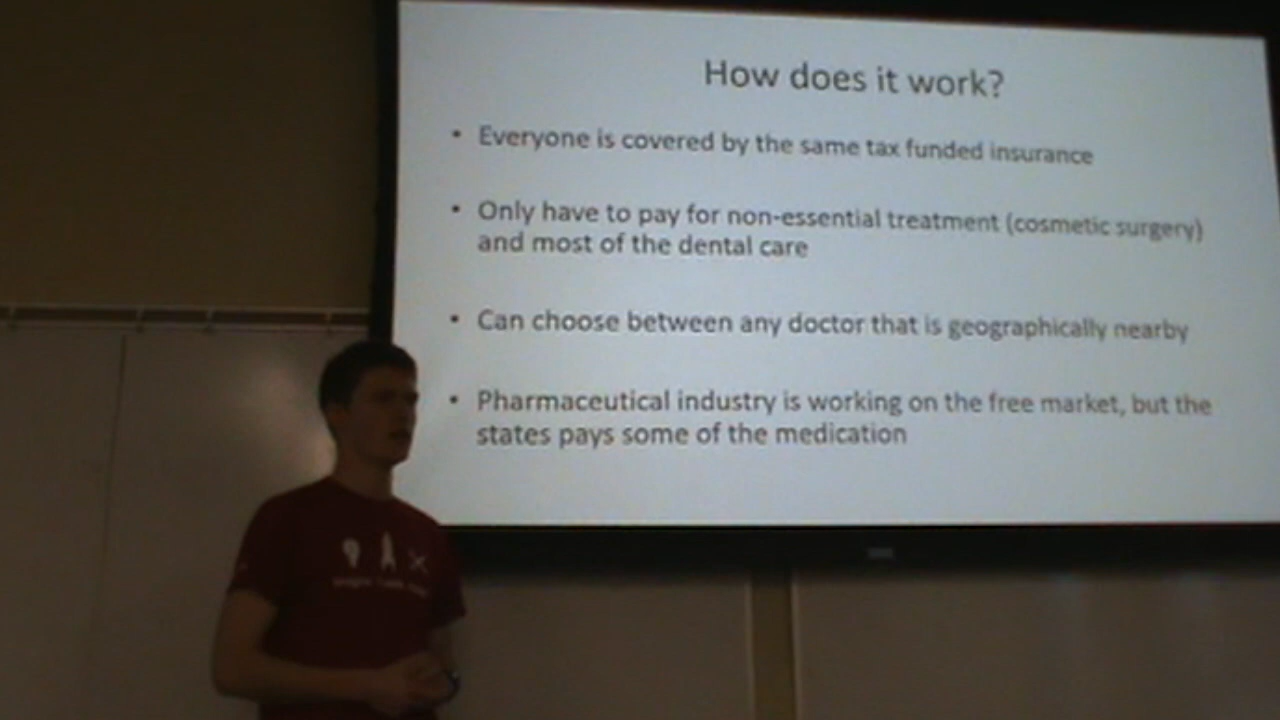 How does it work?
• Everyone is covered by the same tax funded insurance
• Only have to pay for non-essential treatment (cosmetic surgery)
and most of the dental care
• Can choose between any doctor that is geographically nearby
• Pharmaceutical industry is working on the free market, but the
states pays some of the medication